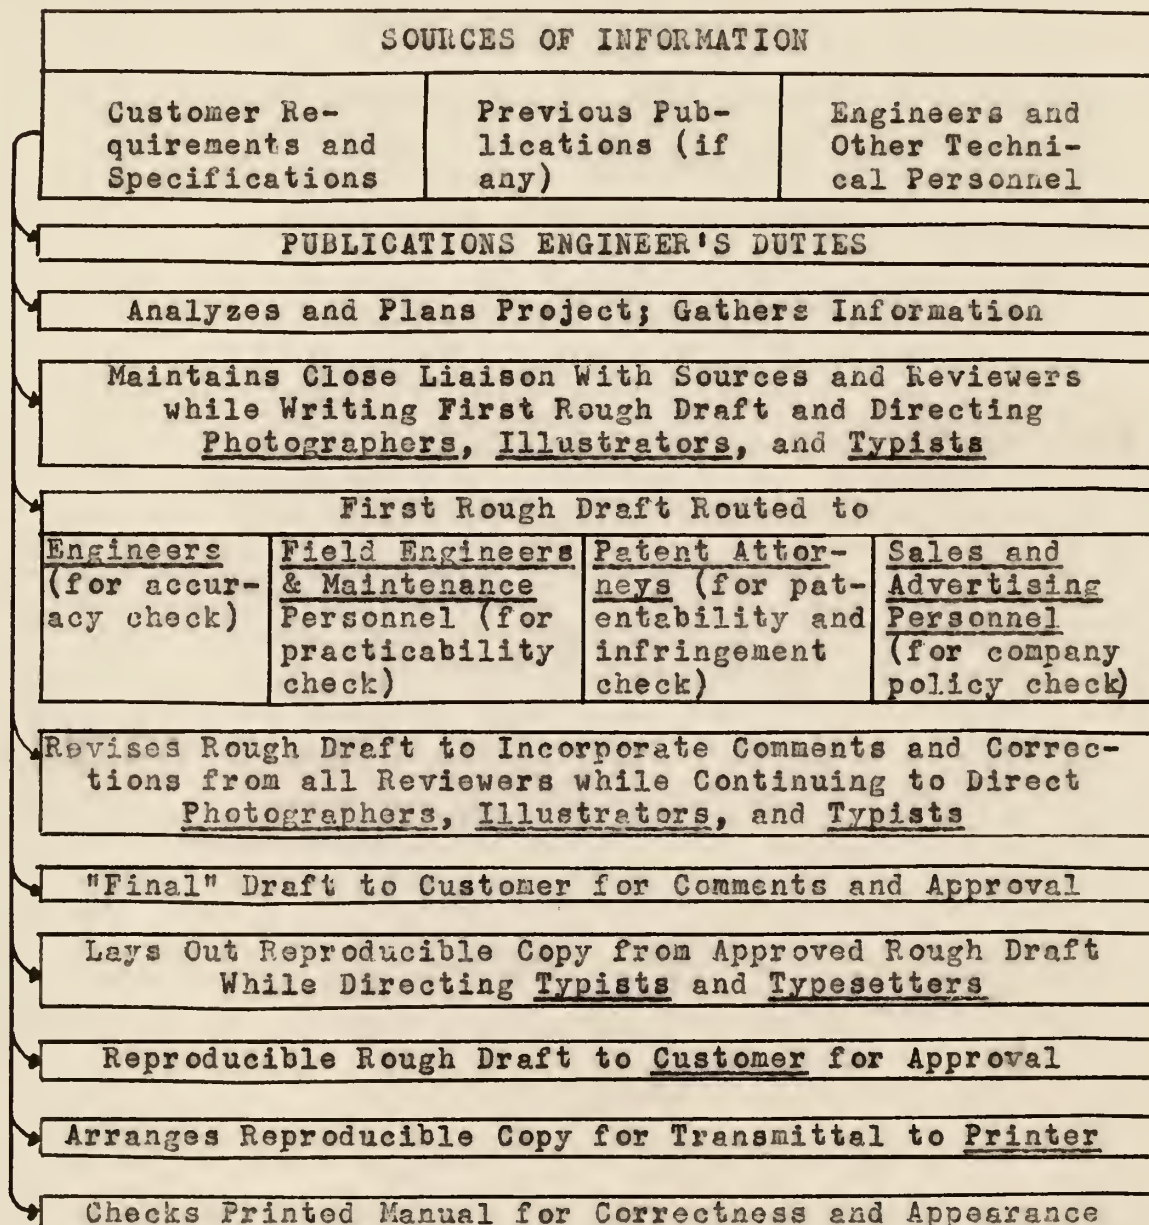 SOURCES OF INFORMATION
Customer Re-
quirements and
Specifications
Previous Pub-
lications (if
any)
Engineers and
Other Techni-
cal Personnel
PUBLICATIONS ENGINEER'S DUTIES
Analyzes and Plans Project; Gathers Information
Maintains Close Liaison With Sources and Reviewers
while Writing First Rough Draft and Directing
Photographers, Illustrators, and Typists
First Rough Draft Routed to
Engineers
(for accur-
acy check)
Field Engineers
& Maintenance
Personnel (for
practicability
check)
Patent Attor-
neys (for pat-
entability and
infringement
check)
Sales and
Advertising
Personnel
(for company
policy check)
Revises Rough Draft to Incorporate Comments and Correc-
tions from all Reviewers while Continuing to Direct
Photographers, Illustrators, and Typists
"Final" Draft to Customer for Comments and Approval
Lays Out Reproducible Copy from Approved Rough Draft
While Directing Typists and Typesetters
Reproducible Rough Draft to Customer for Approval
Arranges Reproducible Copy for Transmittal to Printer
Checks Printed Manual for Correctness and Appearance